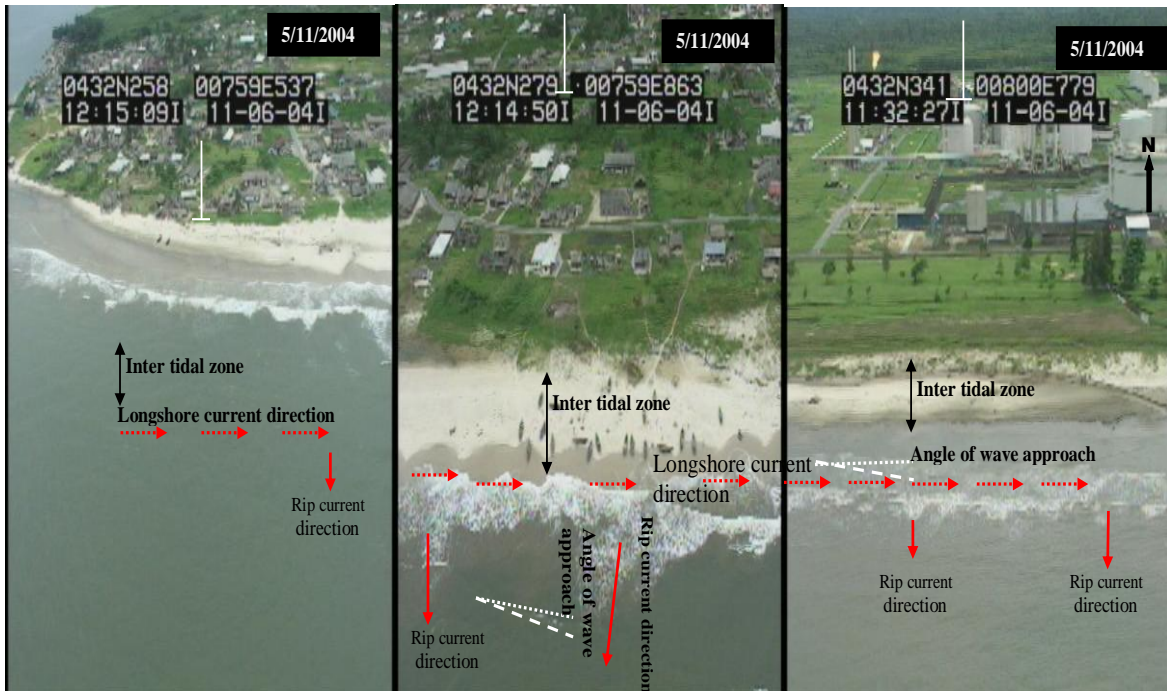 5/11/2004
0432N258 00759E537
12:15:09I 11-06-04I
Inter tidal zone
Longshore current direction
Rip current
direction
5/11/2004
0432N279 00759E863
12:14:50I 11-06-04I
Inter tidal zone
Longshore current
direction
Rip current
direction
Angle of wave
approach
Rip current direction
5/11/2004
0432N341 00800E779
11:32:27I 11-06-04I
N
Inter tidal zone
Angle of wave approach
Rip current
direction
Rip current
direction